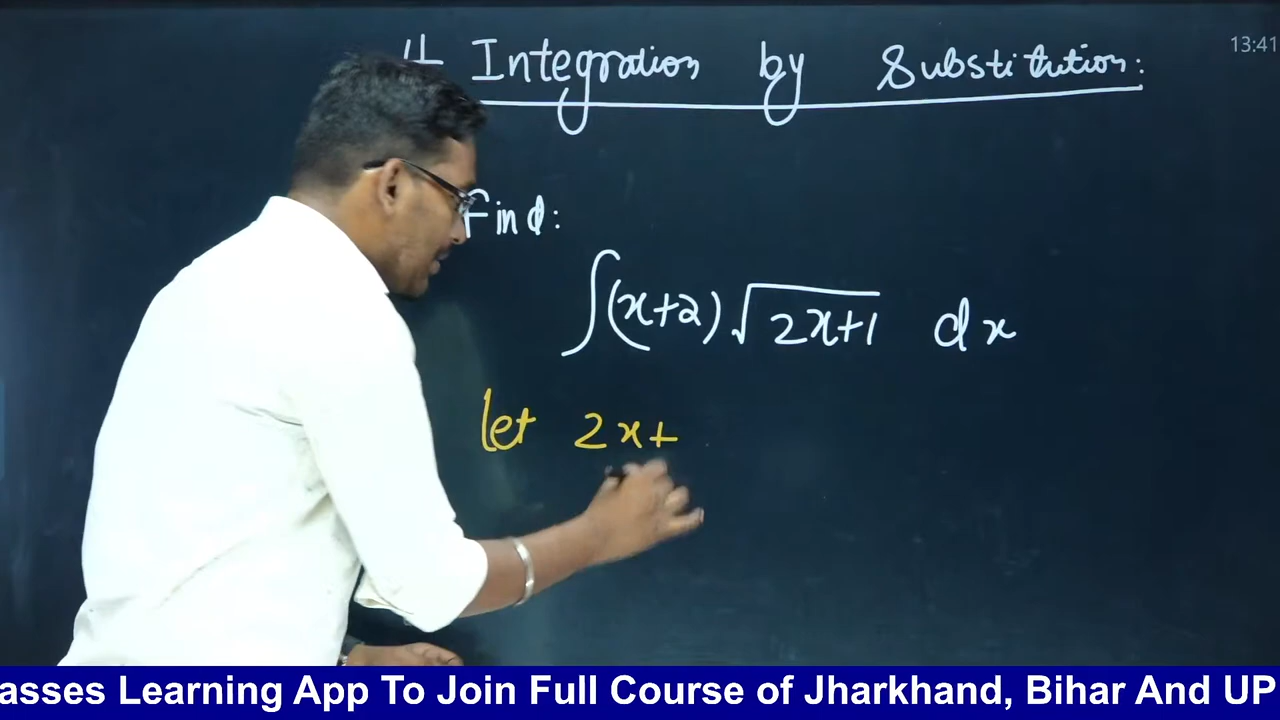 # Integration by Substitution:
13:41
Find:
∫(x+2)√(2x+1) dx
let 2x+
asses Learning App To Join Full Course of Jharkhand, Bihar And UP